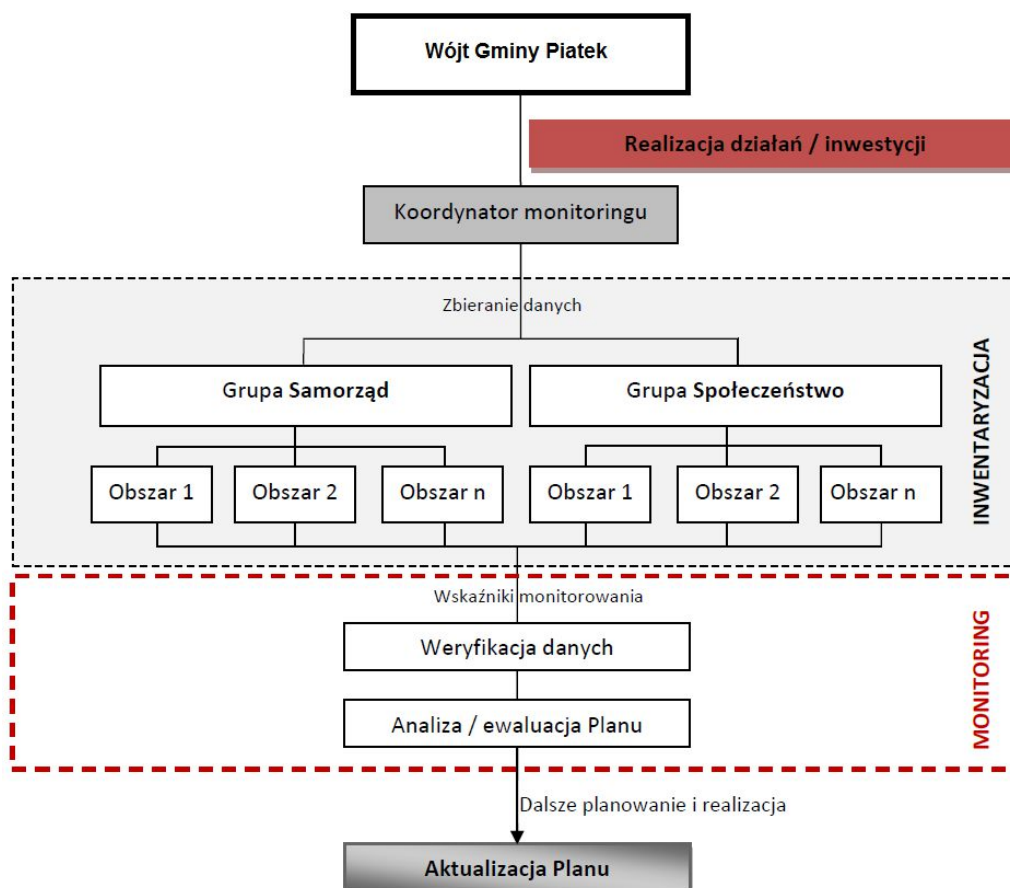 Wójt Gminy Piatek
Realizacja działań / inwestycji
Koordynator monitoringu
Zbieranie danych
Grupa Samorząd
Grupa Społeczeństwo
Obszar 1
Obszar 2
Obszar n
Obszar 1
Obszar 2
Obszar n
INWENTARYZACJA
Wskaźniki monitorowania
Weryfikacja danych
Analiza / ewaluacja Planu
MONITORING
Dalsze planowanie i realizacja
Aktualizacja Planu